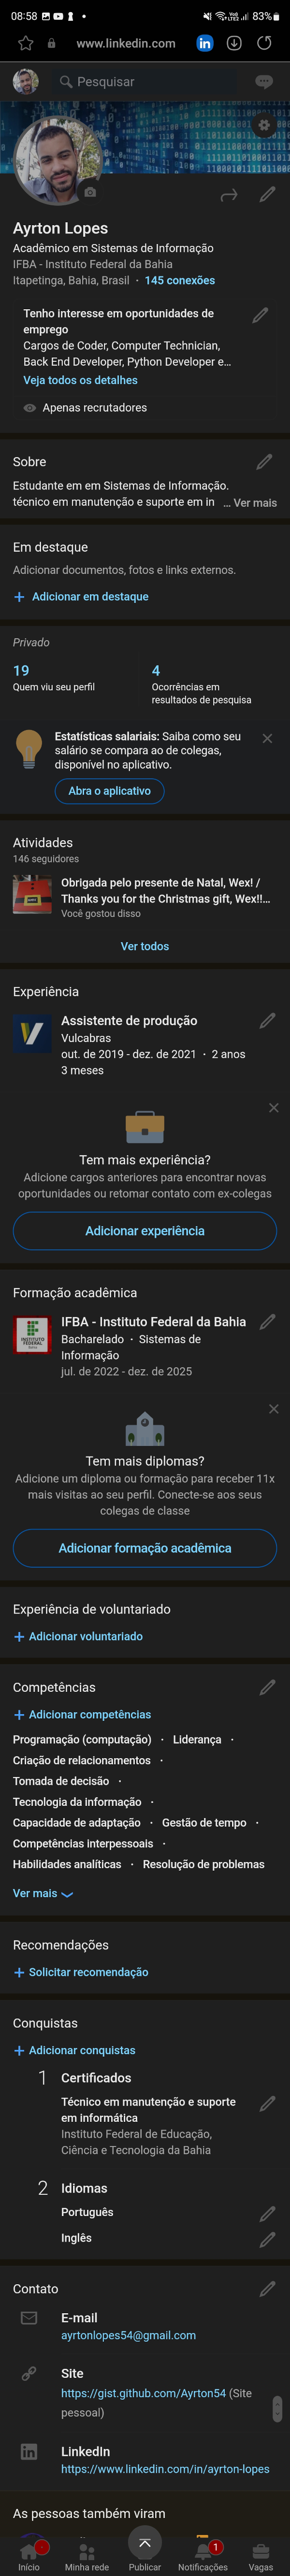 08:58
83%
www.linkedin.com
Pesquisar
Ayrton Lopes
Acadêmico em Sistemas de Informação
IFBA - Instituto Federal da Bahia
Itapetinga, Bahia, Brasil · 145 conexões
Tenho interesse em oportunidades de
emprego
Cargos de Coder, Computer Technician,
Back End Developer, Python Developer e...
Veja todos os detalhes
Apenas recrutadores
Sobre
Estudante em em Sistemas de Informação.
técnico em manutenção e suporte em in ... Ver mais
Em destaque
Adicionar documentos, fotos e links externos.
+ Adicionar em destaque
Privado
19
Quem viu seu perfil
4
Ocorrências em
resultados de pesquisa
Estatísticas salariais: Saiba como seu
salário se compara ao de colegas,
disponível no aplicativo.
Abra o aplicativo
Atividades
146 seguidores
Obrigada pelo presente de Natal, Wex! /
Thanks you for the Christmas gift, Wex!!...
Você gostou disso
Ver todos
Experiência
Assistente de produção
Vulcabras
out. de 2019 - dez. de 2021 · 2 anos
3 meses
Tem mais experiência?
Adicione cargos anteriores para encontrar novas
oportunidades ou retomar contato com ex-colegas
Adicionar experiência
Formação acadêmica
INSTITUTO
FEDERAL
Bahia
IFBA - Instituto Federal da Bahia
Bacharelado · Sistemas de
Informação
jul. de 2022 - dez. de 2025
Tem mais diplomas?
Adicione um diploma ou formação para receber 11x
mais visitas ao seu perfil. Conecte-se aos seus
colegas de classe
Adicionar formação acadêmica
Experiência de voluntariado
+ Adicionar voluntariado
Competências
+ Adicionar competências
Programação (computação) · Liderança ·
Criação de relacionamentos ·
Tomada de decisão ·
Tecnologia da informação ·
Capacidade de adaptação · Gestão de tempo ·
Competências interpessoais ·
Habilidades analíticas · Resolução de problemas
Ver mais
Recomendações
+ Solicitar recomendação
Conquistas
+ Adicionar conquistas
1 Certificados
Técnico em manutenção e suporte
em informática
Instituto Federal de Educação,
Ciência e Tecnologia da Bahia
2 Idiomas
Português
Inglês
Contato
E-mail
ayrtonlopes54@gmail.com
Site
https://gist.github.com/Ayrton54 (Site
pessoal)
LinkedIn
https://www.linkedin.com/in/ayrton-lopes
As pessoas também viram
1
Início
Minha rede
Publicar
Notificações
Vagas